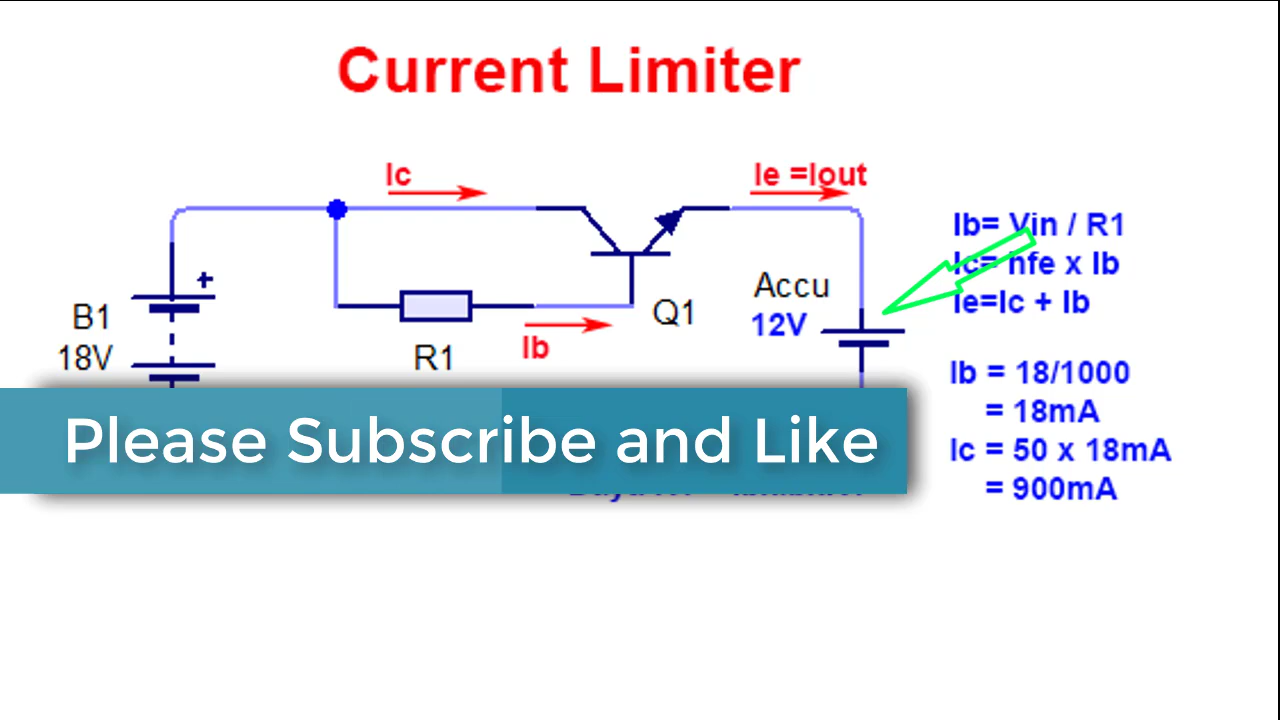 Current Limiter
Ic
Ie =Iout
Ib= Vin / R1
Ic= hfe x Ib
Ie=Ic + Ib
+
Accu
12V
B1
18V
Q1
R1
Ib
Ib = 18/1000
= 18mA
Ic = 50 x 18mA
= 900mA
Please Subscribe and Like